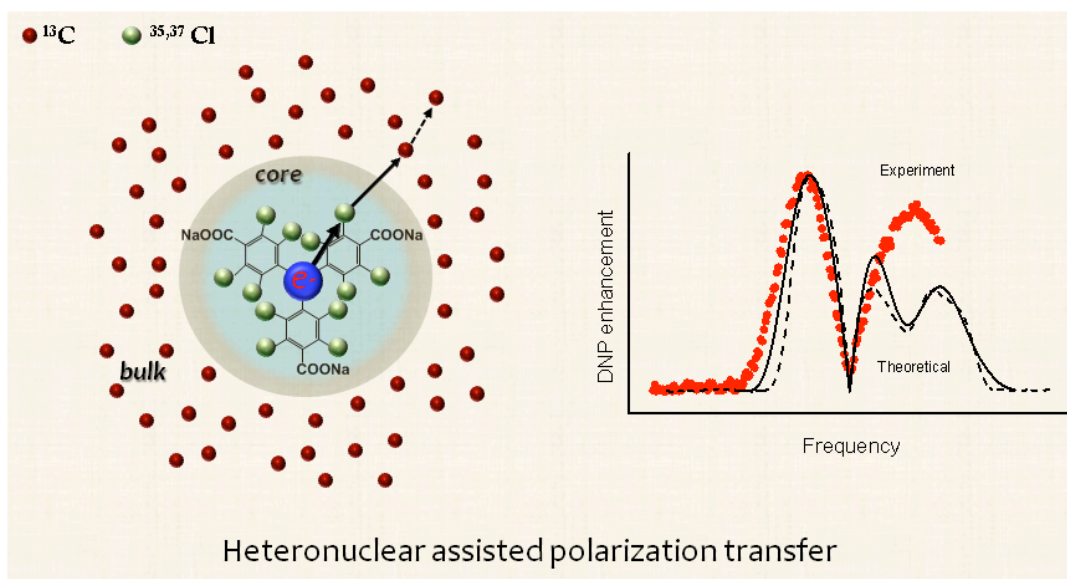 ¹³C
³⁵,³⁷Cl
core
NaOOC
COONa
e-
COONa
bulk
Experiment
Theoretical
DNP enhancement
Frequency
Heteronuclear assisted polarization transfer